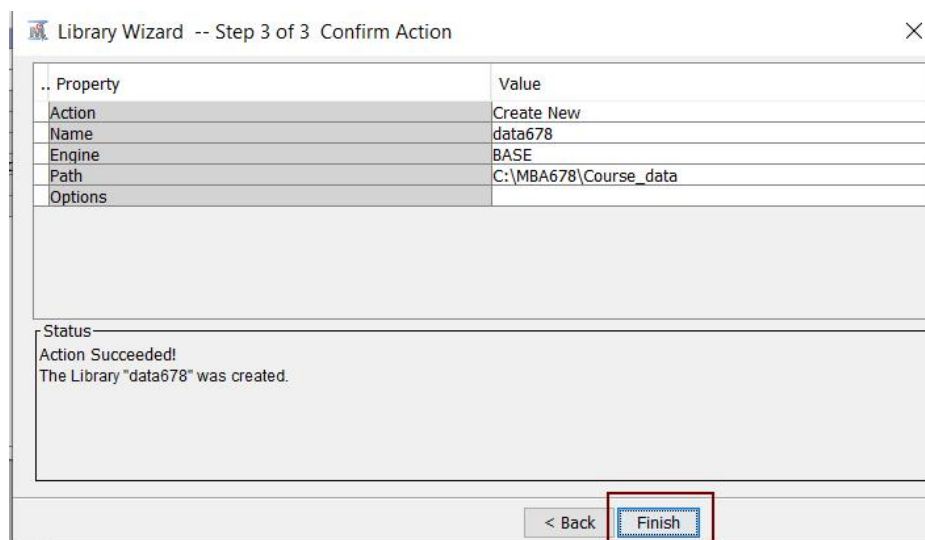 Library Wizard -- Step 3 of 3 Confirm Action
.. Property Value
Action Create New
Name data678
Engine BASE
Path C:\MBA678\Course_data
Options
Status
Action Succeeded!
The Library "data678" was created.
< Back Finish